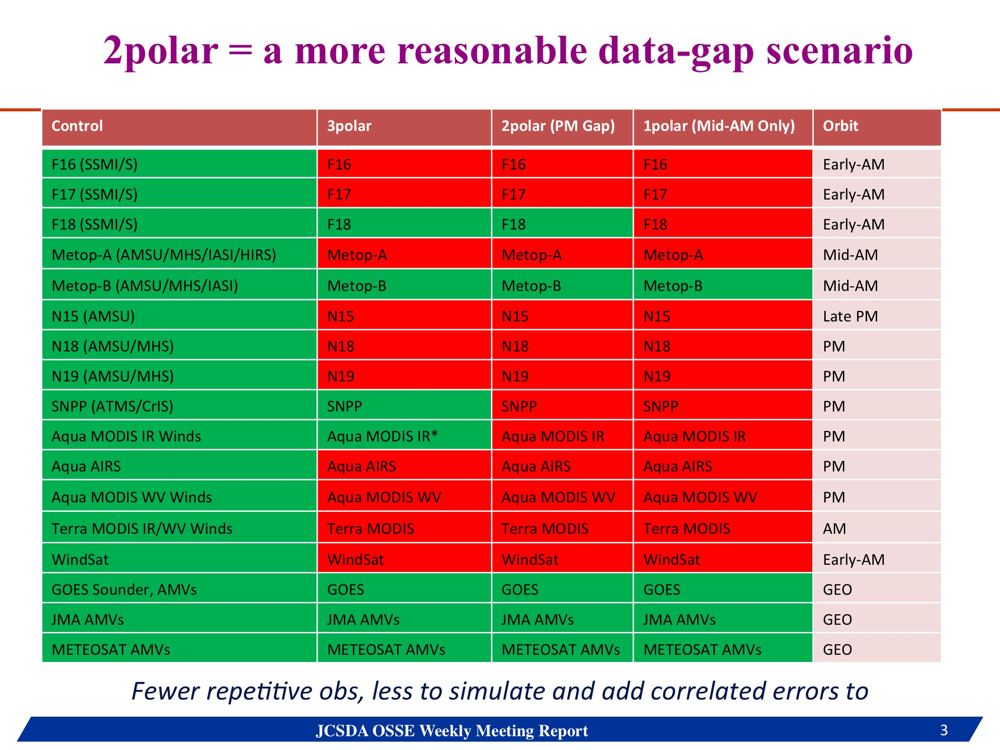 2polar = a more reasonable data-gap scenario
Control 3polar 2polar (PM Gap) 1polar (Mid-AM Only) Orbit
F16 (SSMI/S) F16 F16 F16 Early-AM
F17 (SSMI/S) F17 F17 F17 Early-AM
F18 (SSMI/S) F18 F18 F18 Early-AM
Metop-A (AMSU/MHS/IASI/HIRS) Metop-A Metop-A Metop-A Mid-AM
Metop-B (AMSU/MHS/IASI) Metop-B Metop-B Metop-B Mid-AM
N15 (AMSU) N15 N15 N15 Late PM
N18 (AMSU/MHS) N18 N18 N18 PM
N19 (AMSU/MHS) N19 N19 N19 PM
SNPP (ATMS/CrIS) SNPP SNPP SNPP PM
Aqua MODIS IR Winds Aqua MODIS IR* Aqua MODIS IR Aqua MODIS IR PM
Aqua AIRS Aqua AIRS Aqua AIRS Aqua AIRS PM
Aqua MODIS WV Winds Aqua MODIS WV Aqua MODIS WV Aqua MODIS WV PM
Terra MODIS IR/WV Winds Terra MODIS Terra MODIS Terra MODIS AM
WindSat WindSat WindSat WindSat Early-AM
GOES Sounder, AMVs GOES GOES GOES GEO
JMA AMVs JMA AMVs JMA AMVs JMA AMVs GEO
METEOSAT AMVs METEOSAT AMVs METEOSAT AMVs METEOSAT AMVs GEO
Fewer repetitive obs, less to simulate and add correlated errors to
JCSDA OSSE Weekly Meeting Report 3